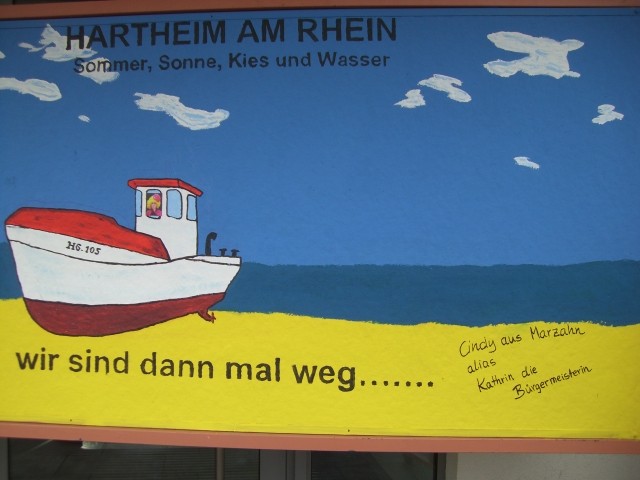 HARTHEIM AM RHEIN
Sommer, Sonne, Kies und Wasser
HG. 105
wir sind dann mal weg.......
Cindy aus Marzahn
alias
Kathrin die
Bürgermeisterin